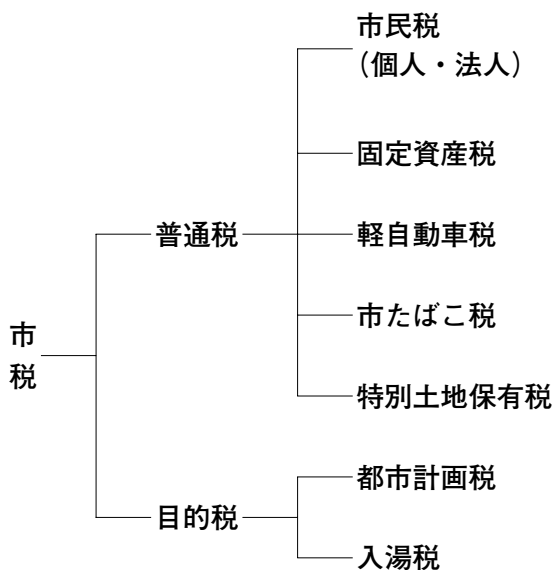 市
税
普通税
市民税
（個人・法人）
固定資産税
軽自動車税
市たばこ税
特別土地保有税
目的税
都市計画税
入湯税